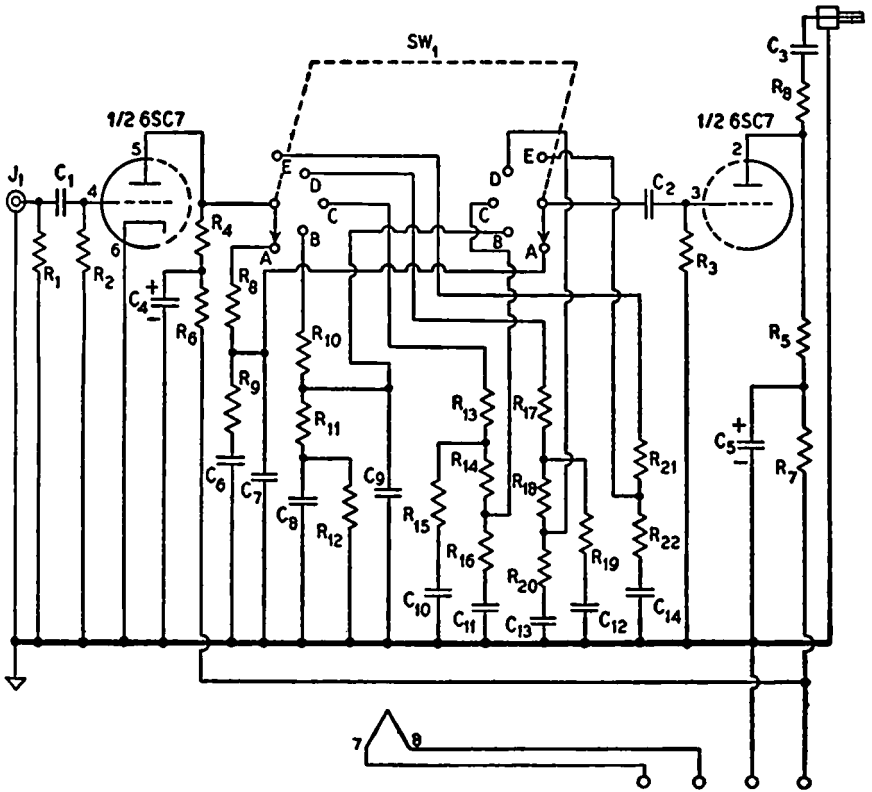 SW1
C3
R8
1/2 6SC7
1/2 6SC7
5
2
J1
C1
4
6
E
D
C
B
A
E
D
C
B
A
C2
3
R1
R2
R4
C4
+
-
R6
R8
R3
R5
R10
R9
R11
C6
C7
C8
R12
C9
R13
R14
R15
R16
C10
C11
R17
R18
R20
C13
R19
C12
R21
R22
C14
C5
+
-
R7
7
8